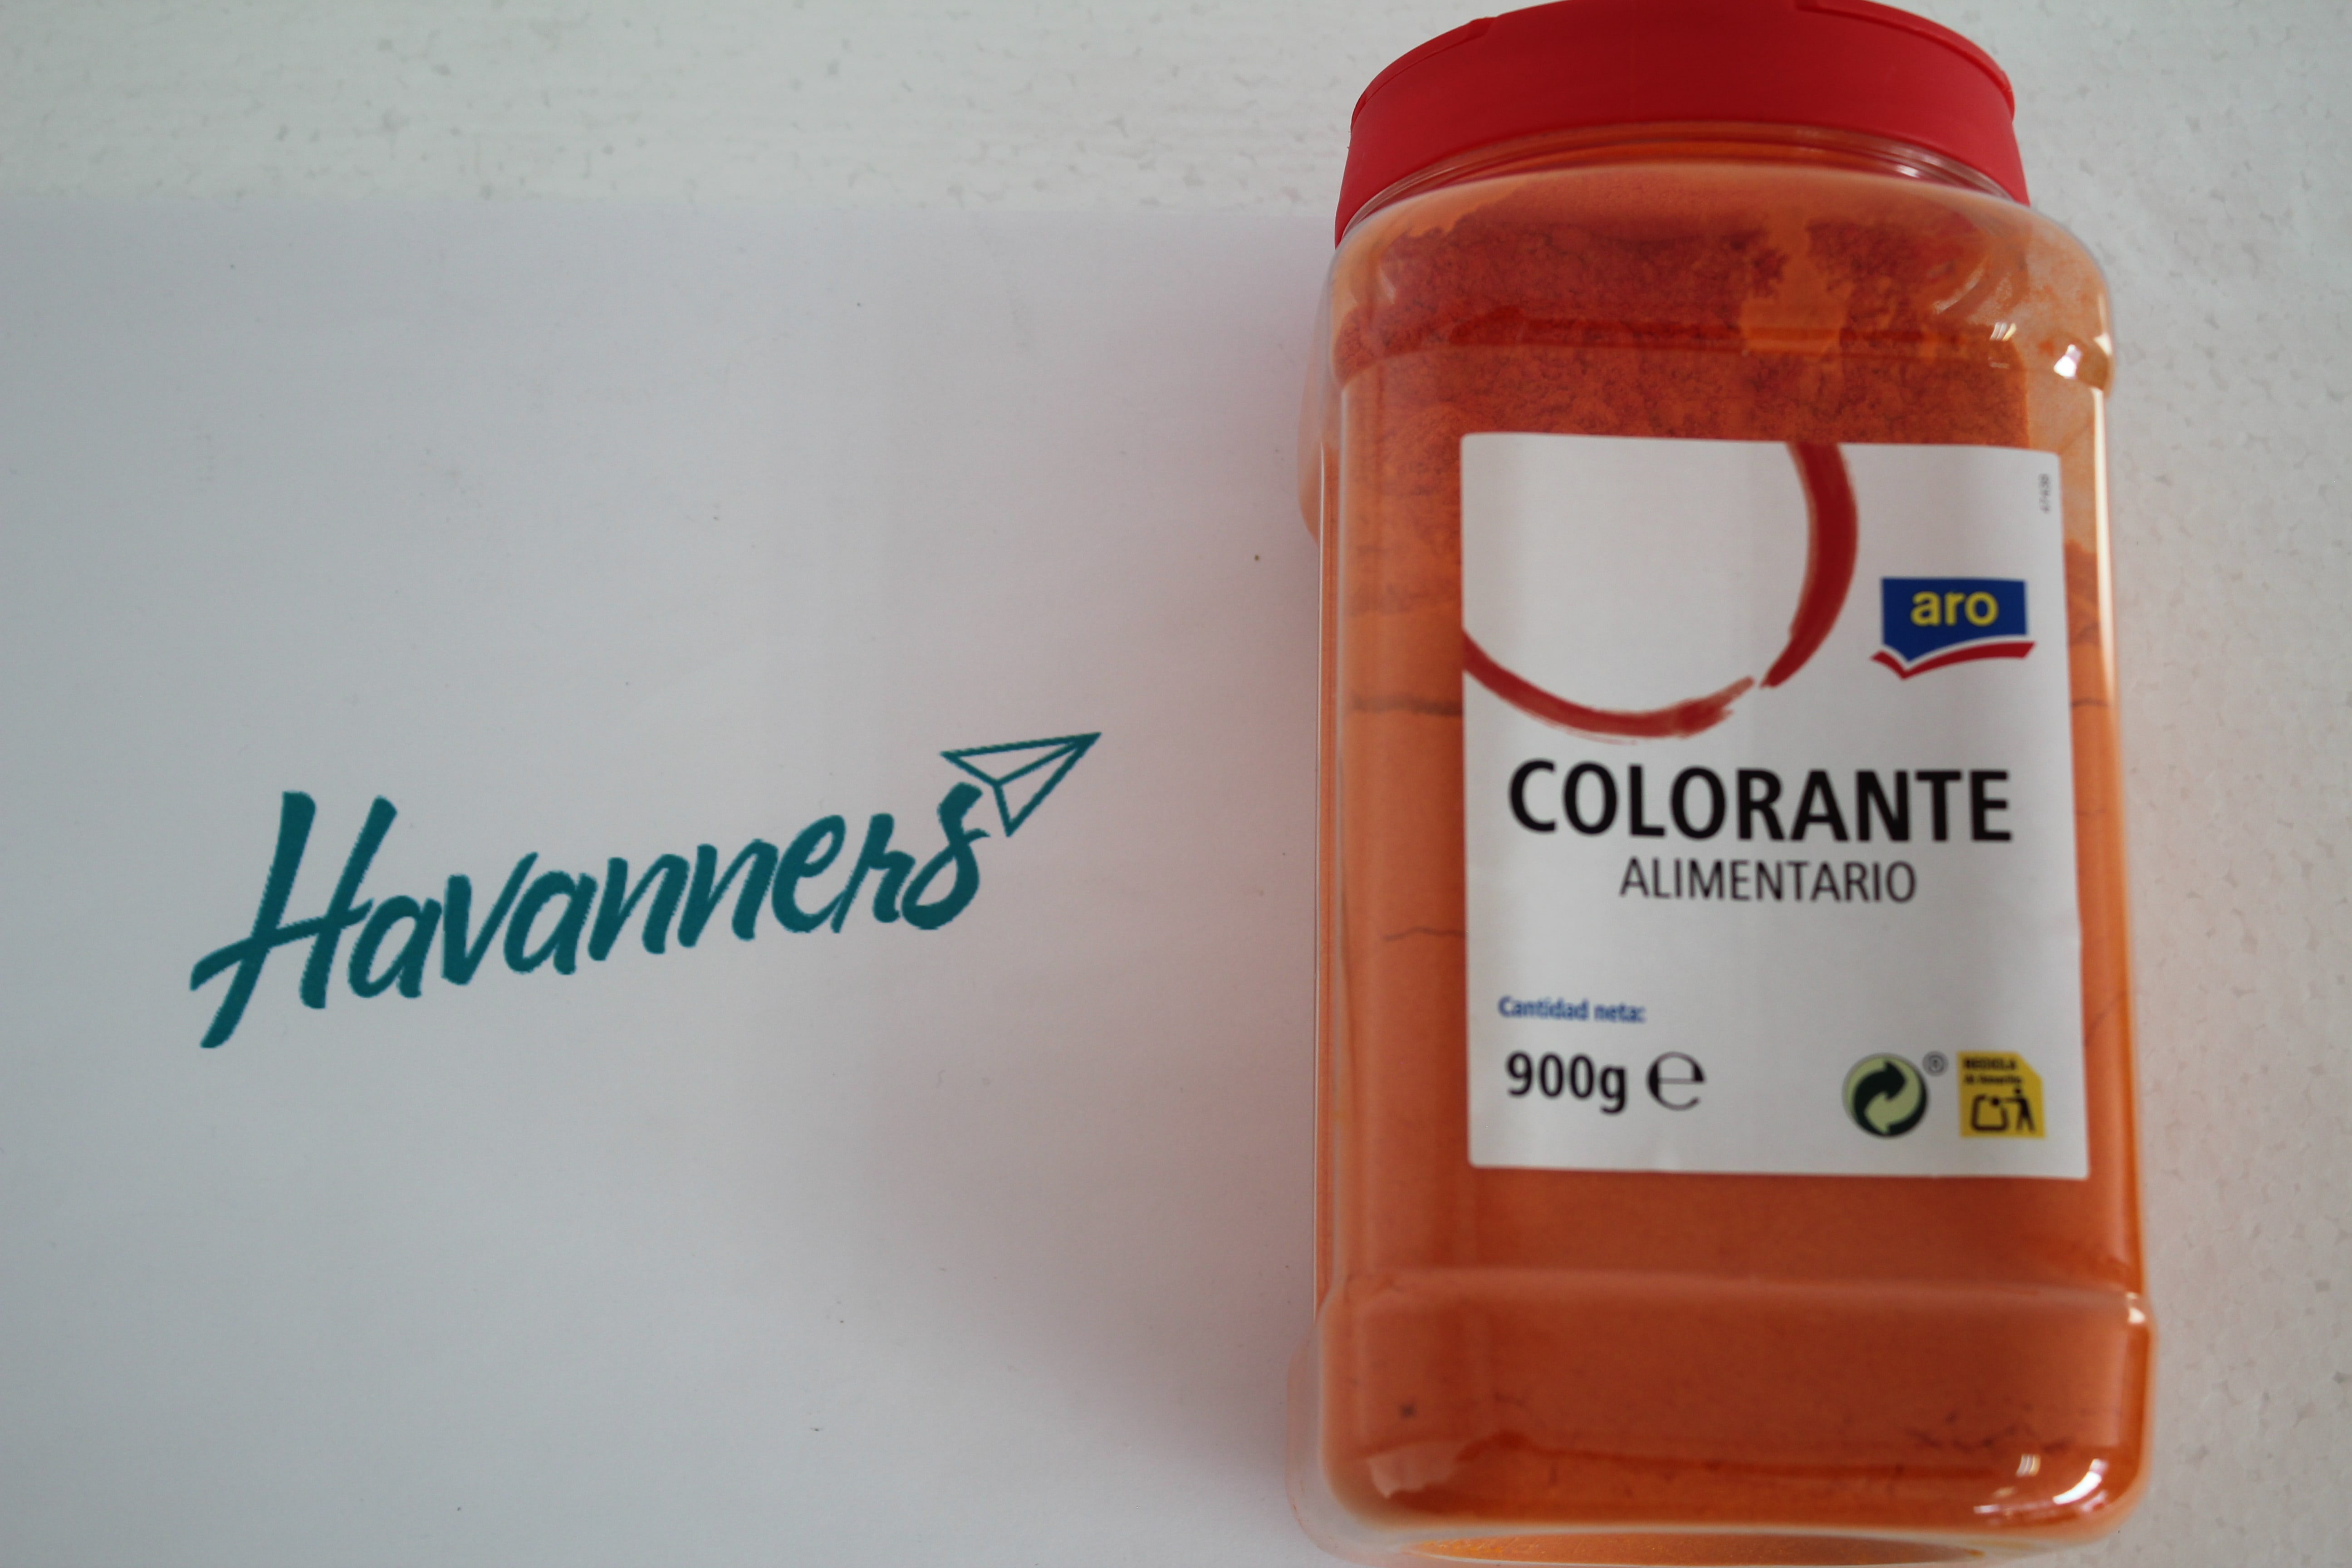 Havanners
aro
COLORANTE
ALIMENTARIO
Cantidad neta:
900g ℮
®